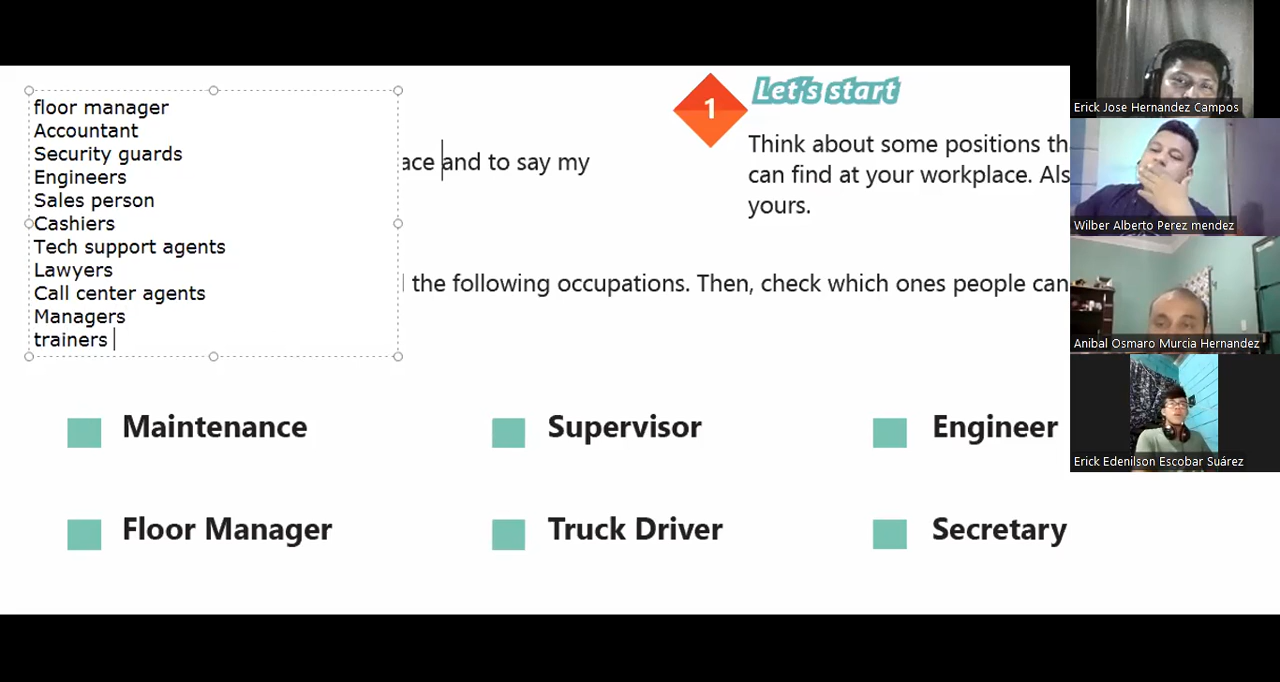 floor manager
Accountant
Security guards
Engineers
Sales person
Cashiers
Tech support agents
Lawyers
Call center agents
Managers
trainers
ace and to say my
1
Let's start
Think about some positions th
can find at your workplace. Als
yours.
the following occupations. Then, check which ones people can
Maintenance
Supervisor
Engineer
Floor Manager
Truck Driver
Secretary
Erick Jose Hernandez Campos
Wilber Alberto Perez mendez
Anibal Osmaro Murcia Hernandez
Erick Edenilson Escobar Suárez